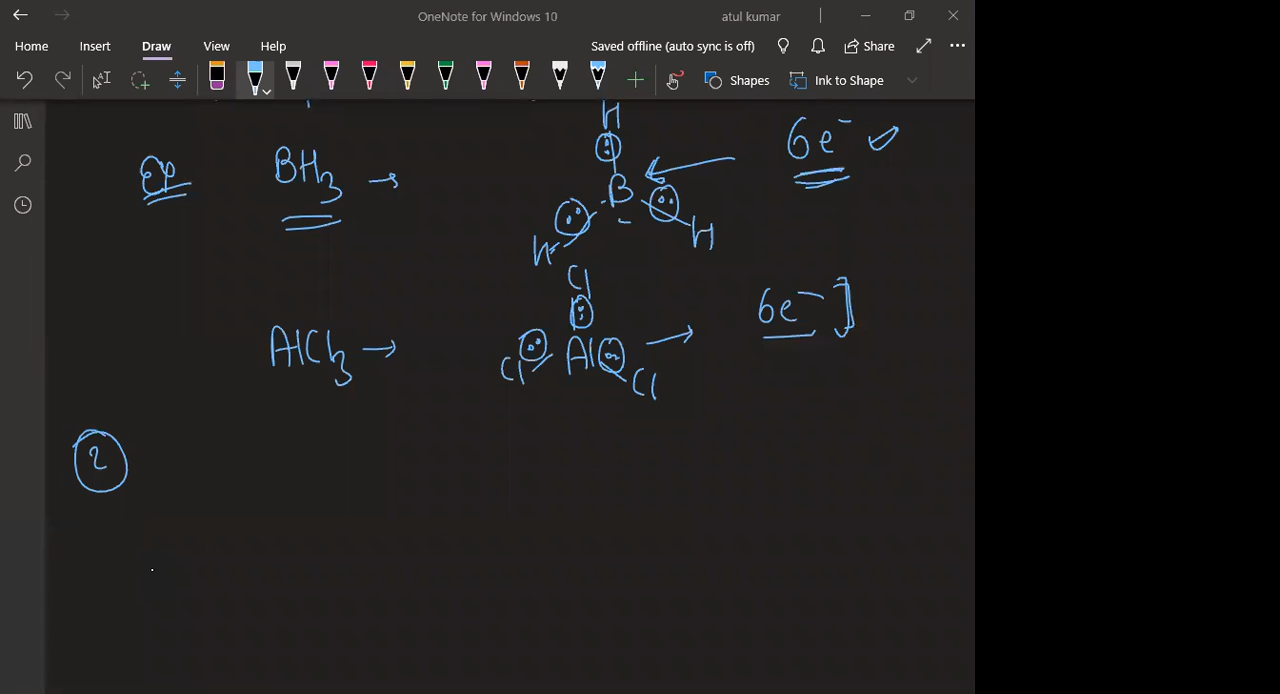 OneNote for Windows 10
atul kumar
Home Insert Draw View Help
Saved offline (auto sync is off)
Share
Shapes
Ink to Shape
H
BH3 → B 6e⁻ ✓
H H
Cl
AlCl3 → Cl Al Cl → 6e⁻ ]
2